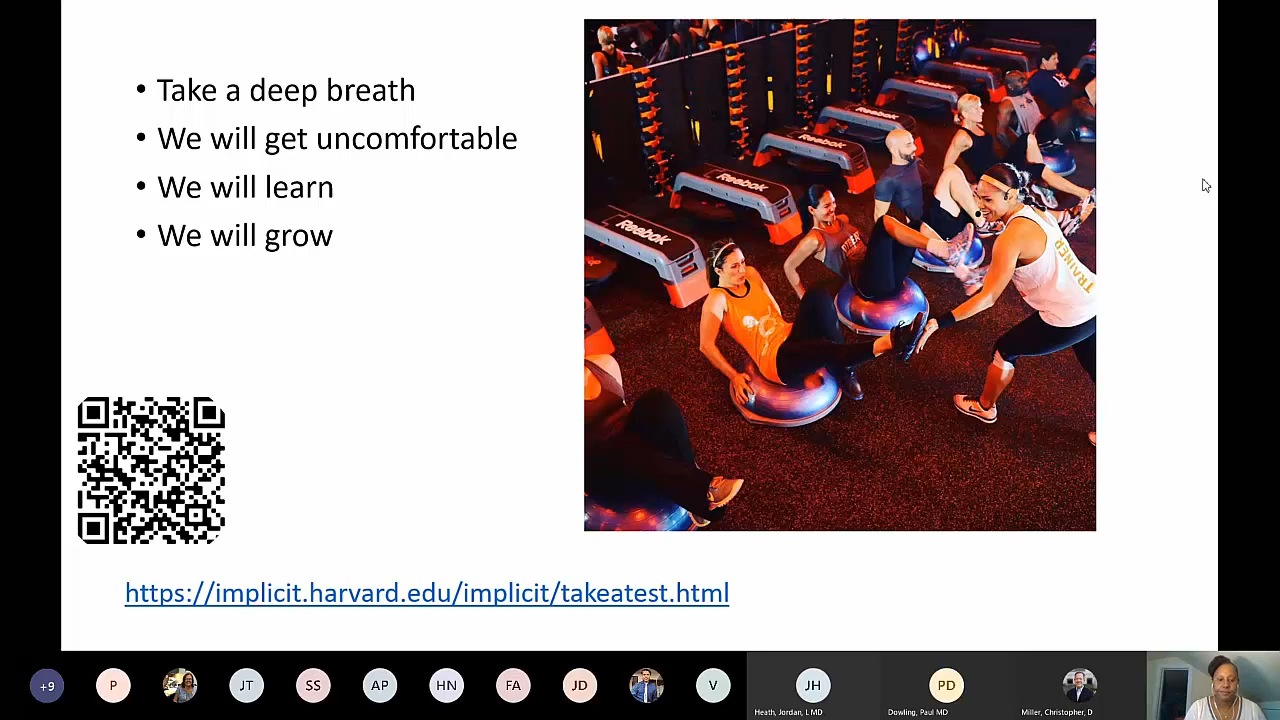 • Take a deep breath
• We will get uncomfortable
• We will learn
• We will grow
Reebok
Reebok
Reebok
Reebok
Reebok
TRAINER
https://implicit.harvard.edu/implicit/takeatest.html
+9
P
JT
SS
AP
HN
FA
JD
V
JH
PD
Heath, Jordan, L MD
Dowling, Paul MD
Miller, Christopher, D